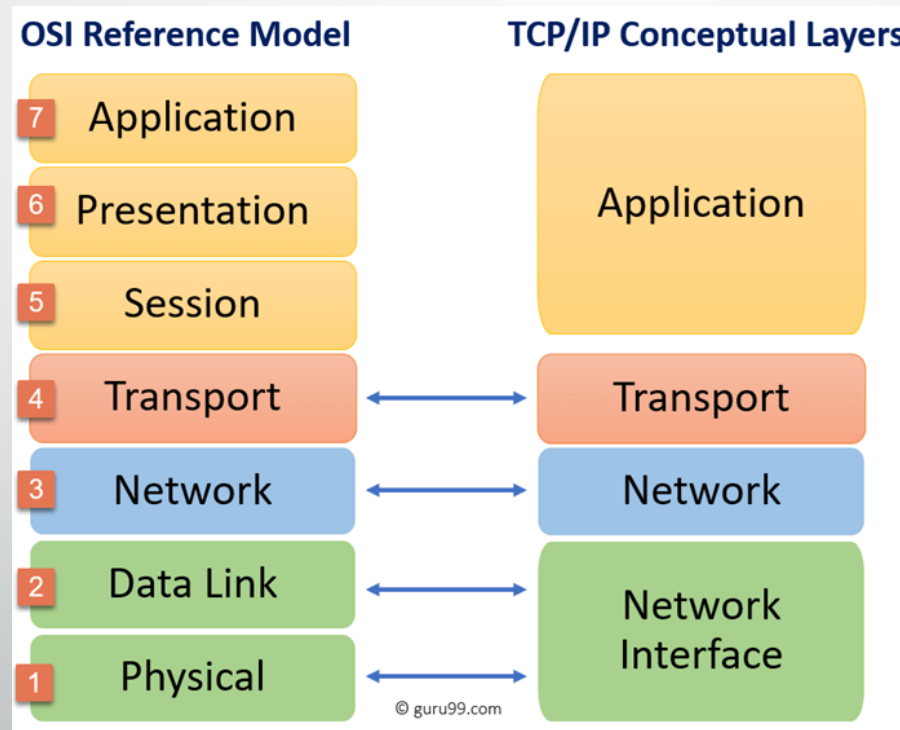 OSI Reference Model
TCP/IP Conceptual Layers
7 Application
6 Presentation
5 Session
4 Transport
3 Network
2 Data Link
1 Physical
Application
Transport
Network
Network
Interface
© guru99.com